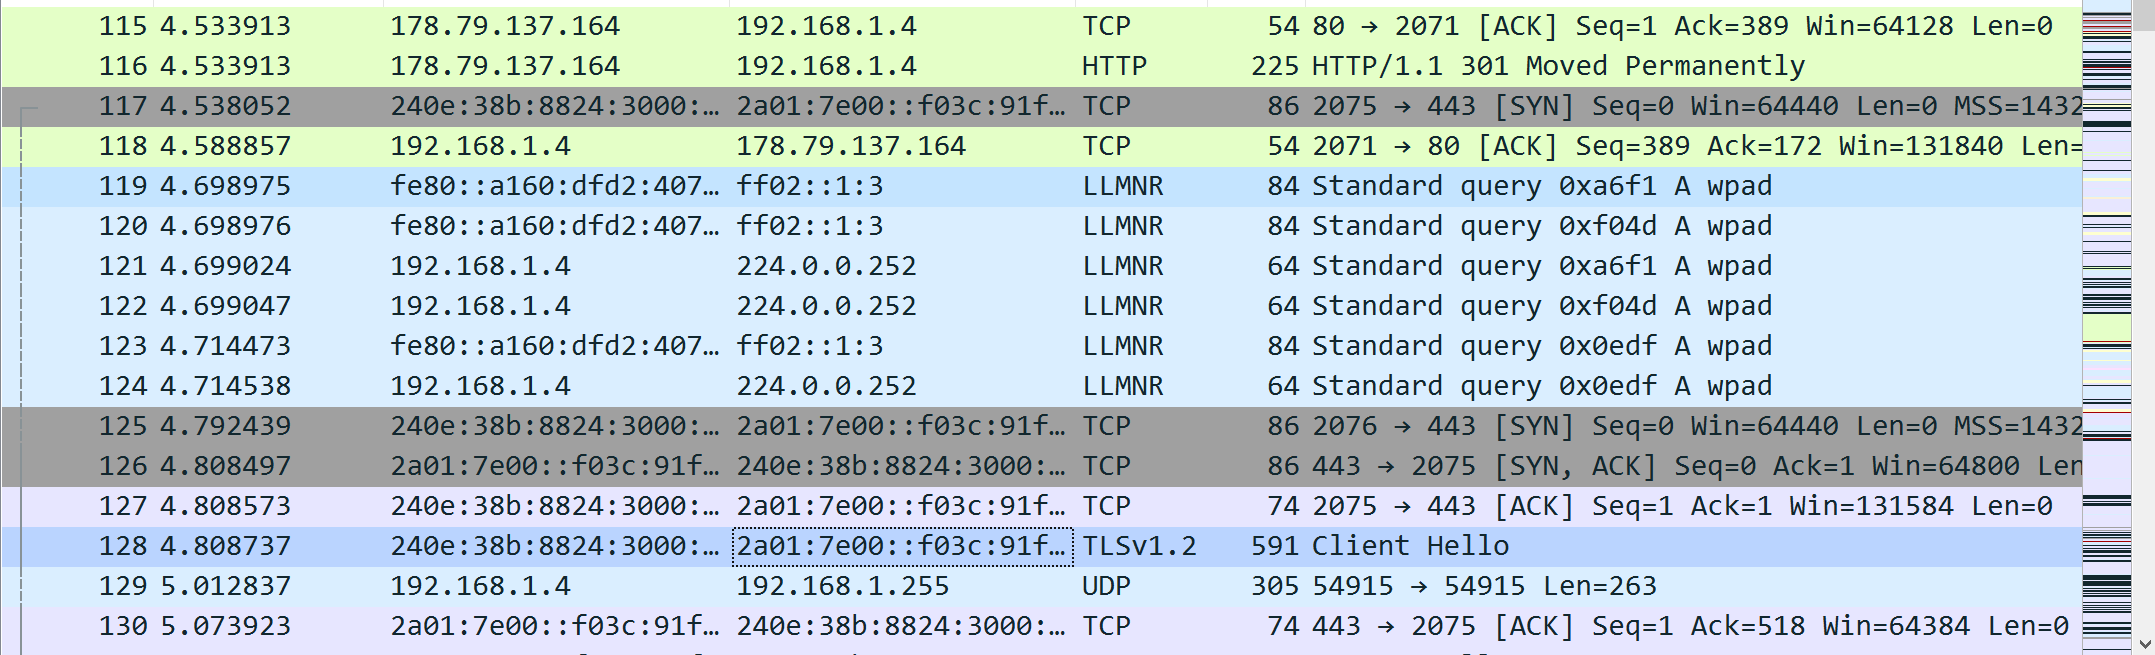 115 4.533913 178.79.137.164 192.168.1.4 TCP 54 80 → 2071 [ACK] Seq=1 Ack=389 Win=64128 Len=0
116 4.533913 178.79.137.164 192.168.1.4 HTTP 225 HTTP/1.1 301 Moved Permanently
117 4.538052 240e:38b:8824:3000:… 2a01:7e00::f03c:91f… TCP 86 2075 → 443 [SYN] Seq=0 Win=64440 Len=0 MSS=1432
118 4.588857 192.168.1.4 178.79.137.164 TCP 54 2071 → 80 [ACK] Seq=389 Ack=172 Win=131840 Len=
119 4.698975 fe80::a160:dfd2:407… ff02::1:3 LLMNR 84 Standard query 0xa6f1 A wpad
120 4.698976 fe80::a160:dfd2:407… ff02::1:3 LLMNR 84 Standard query 0xf04d A wpad
121 4.699024 192.168.1.4 224.0.0.252 LLMNR 64 Standard query 0xa6f1 A wpad
122 4.699047 192.168.1.4 224.0.0.252 LLMNR 64 Standard query 0xf04d A wpad
123 4.714473 fe80::a160:dfd2:407… ff02::1:3 LLMNR 84 Standard query 0x0edf A wpad
124 4.714538 192.168.1.4 224.0.0.252 LLMNR 64 Standard query 0x0edf A wpad
125 4.792439 240e:38b:8824:3000:… 2a01:7e00::f03c:91f… TCP 86 2076 → 443 [SYN] Seq=0 Win=64440 Len=0 MSS=1432
126 4.808497 2a01:7e00::f03c:91f… 240e:38b:8824:3000:… TCP 86 443 → 2075 [SYN, ACK] Seq=0 Ack=1 Win=64800 Len
127 4.808573 240e:38b:8824:3000:… 2a01:7e00::f03c:91f… TCP 74 2075 → 443 [ACK] Seq=1 Ack=1 Win=131584 Len=0
128 4.808737 240e:38b:8824:3000:… 2a01:7e00::f03c:91f… TLSv1.2 591 Client Hello
129 5.012837 192.168.1.4 192.168.1.255 UDP 305 54915 → 54915 Len=263
130 5.073923 2a01:7e00::f03c:91f… 240e:38b:8824:3000:… TCP 74 443 → 2075 [ACK] Seq=1 Ack=518 Win=64384 Len=0